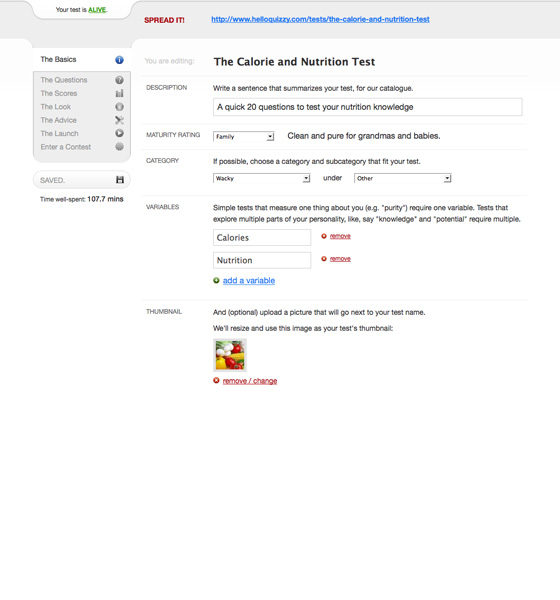 Your test is ALIVE.
SPREAD IT!
http://www.helloquizzy.com/tests/the-calorie-and-nutrition-test
The Basics
The Questions
The Scores
The Look
The Advice
The Launch
Enter a Contest
SAVED.
Time well-spent: 107.7 mins
You are editing: The Calorie and Nutrition Test
DESCRIPTION
Write a sentence that summarizes your test, for our catalogue.
A quick 20 questions to test your nutrition knowledge
MATURITY RATING
Family
Clean and pure for grandmas and babies.
CATEGORY
If possible, choose a category and subcategory that fit your test.
Wacky under Other
VARIABLES
Simple tests that measure one thing about you (e.g. "purity") require one variable. Tests that
explore multiple parts of your personality, like, say "knowledge" and "potential" require multiple.
Calories remove
Nutrition remove
add a variable
THUMBNAIL
And (optional) upload a picture that will go next to your test name.
We'll resize and use this image as your test's thumbnail:
remove / change